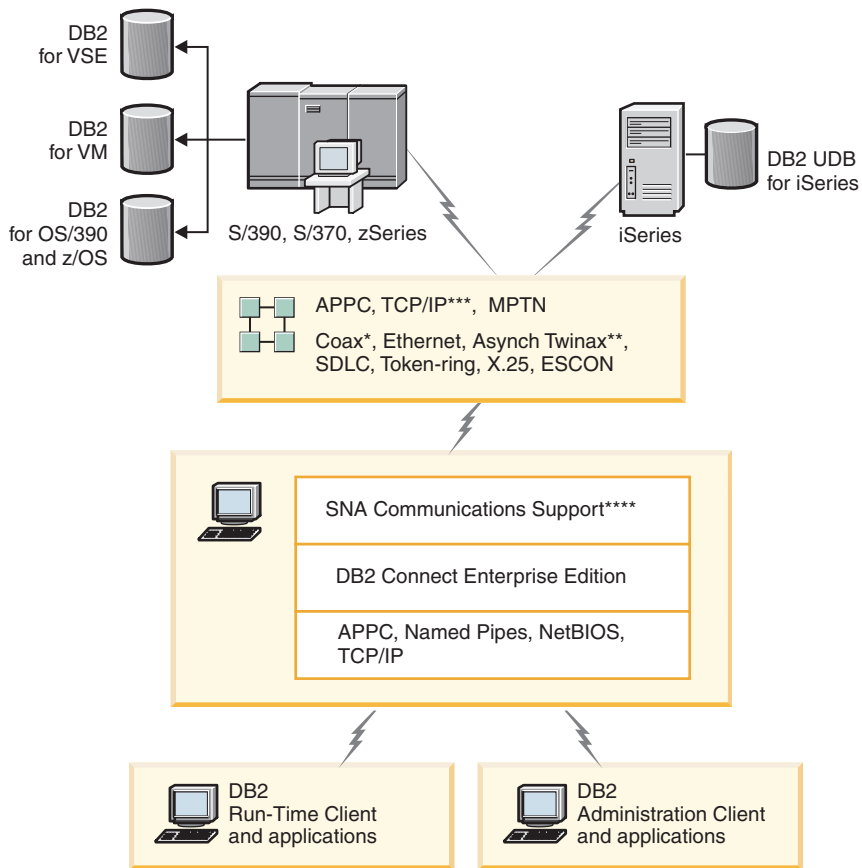 DB2
for VSE
DB2
for VM
DB2
for OS/390
and z/OS
S/390, S/370, zSeries
iSeries
DB2 UDB
for iSeries
APPC, TCP/IP***, MPTN
Coax*, Ethernet, Asynch Twinax**,
SDLC, Token-ring, X.25, ESCON
SNA Communications Support****
DB2 Connect Enterprise Edition
APPC, Named Pipes, NetBIOS,
TCP/IP
DB2
Run-Time Client
and applications
DB2
Administration Client
and applications